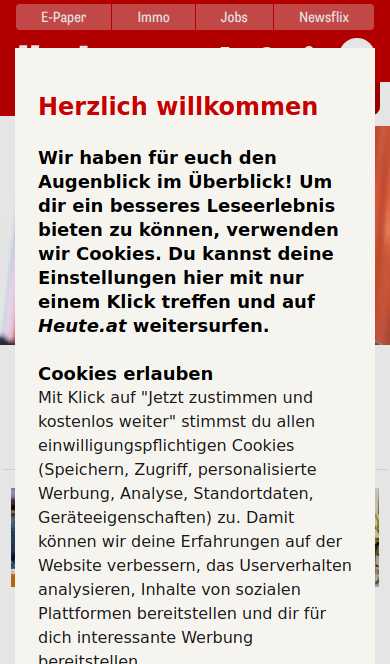 E-Paper Immo Jobs Newsflix
Herzlich willkommen
Wir haben für euch den
Augenblick im Überblick! Um
dir ein besseres Leseerlebnis
bieten zu können, verwenden
wir Cookies. Du kannst deine
Einstellungen hier mit nur
einem Klick treffen und auf
Heute.at weitersurfen.
Cookies erlauben
Mit Klick auf "Jetzt zustimmen und
kostenlos weiter" stimmst du allen
einwilligungspflichtigen Cookies
(Speichern, Zugriff, personalisierte
Werbung, Analyse, Standortdaten,
Geräteeigenschaften) zu. Damit
können wir deine Erfahrungen auf der
Website verbessern, das Userverhalten
analysieren, Inhalte von sozialen
Plattformen bereitstellen und dir für
dich interessante Werbung
bereitstellen